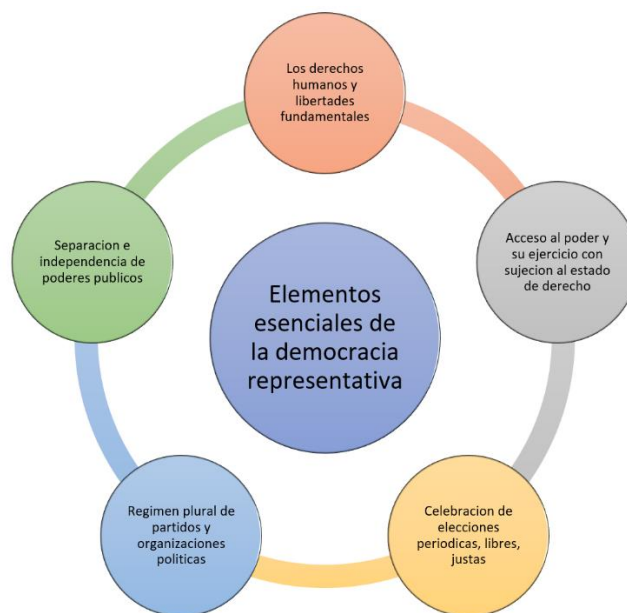 Los derechos
humanos y
libertades
fundamentales
Acceso al poder y
su ejercicio con
sujecion al estado
de derecho
Celebracion de
elecciones
periodicas, libres,
justas
Regimen plural de
partidos y
organizaciones
politicas
Separacion e
independencia de
poderes publicos
Elementos
esenciales de
la democracia
representativa